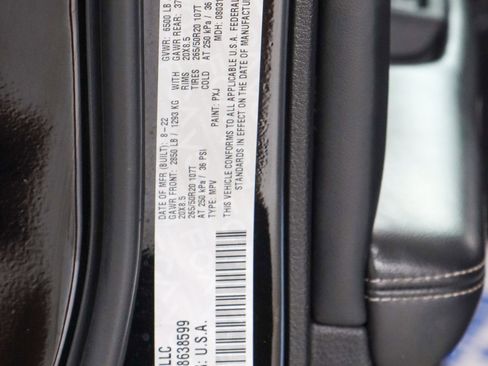 LLC
8638599
: U.S.A.
DATE OF MFR (BUILT): 8-22 GVWR: 6500 LB
GAWR FRONT: 2850 LB / 1293 KG WITH GAWR REAR: 37
20X8.5 RIMS 20X8.5
265/50R20 107T TIRES 265/50R20 107T
AT 250 kPa / 36 PSI COLD AT 250 kPa / 36
TYPE: MPV PAINT: PXJ MDH: 08031
THIS VEHICLE CONFORMS TO ALL APPLICABLE U.S.A. FEDERAL
STANDARDS IN EFFECT ON THE DATE OF MANUFACTUR